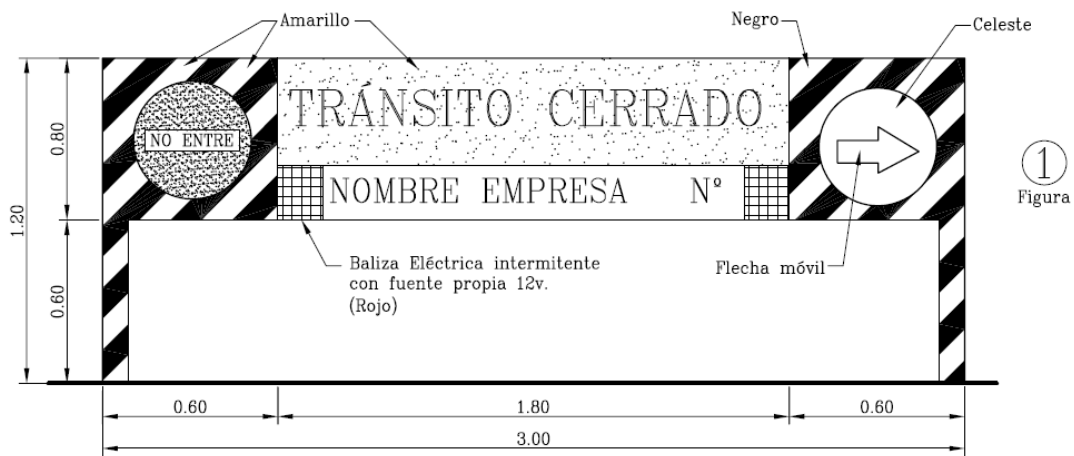 Amarillo
Negro
Celeste
TRÁNSITO CERRADO
NO ENTRE
NOMBRE EMPRESA Nº
1
Figura
Baliza Eléctrica intermitente
con fuente propia 12v.
(Rojo)
Flecha móvil
0.80
1.20
0.60
0.60
1.80
0.60
3.00